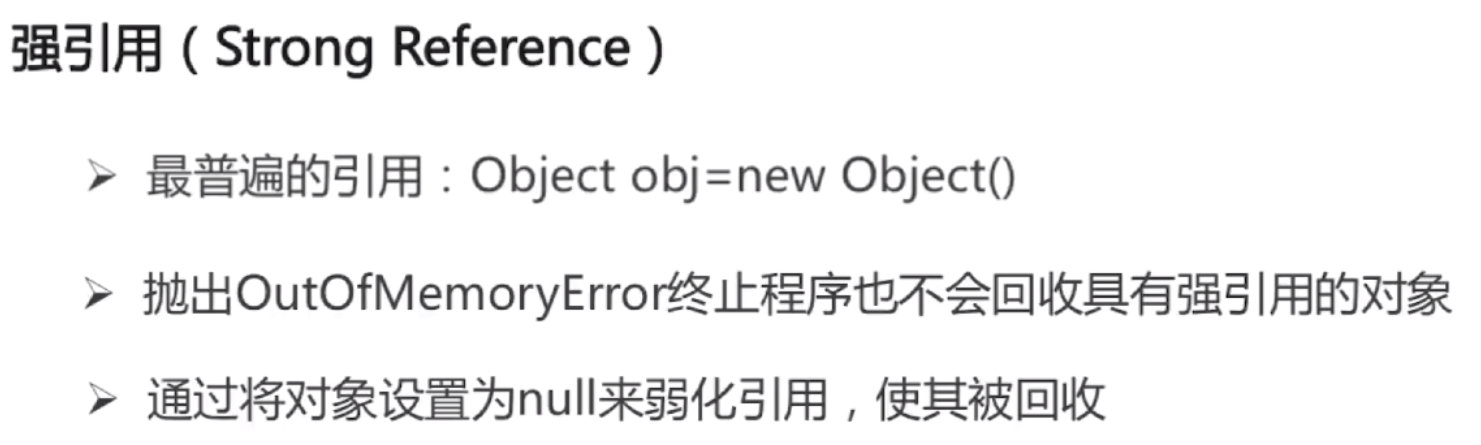 强引用（Strong Reference）
➢ 最普遍的引用：Object obj=new Object()
➢ 抛出OutOfMemoryError终止程序也不会回收具有强引用的对象
➢ 通过将对象设置为null来弱化引用，使其被回收